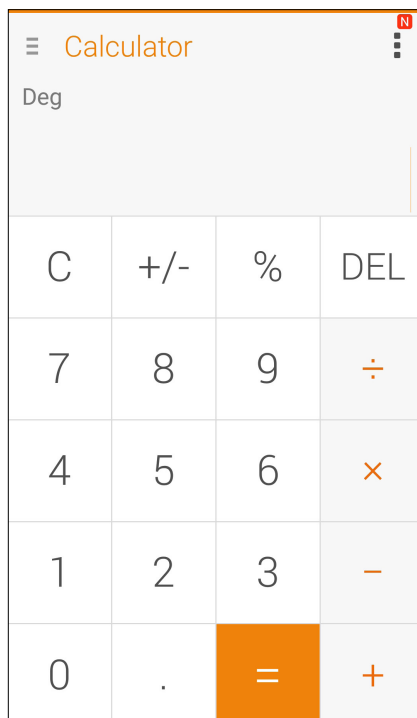 N
Calculator
Deg
C +/- % DEL
7 8 9 ÷
4 5 6 ×
1 2 3 −
0 . = +